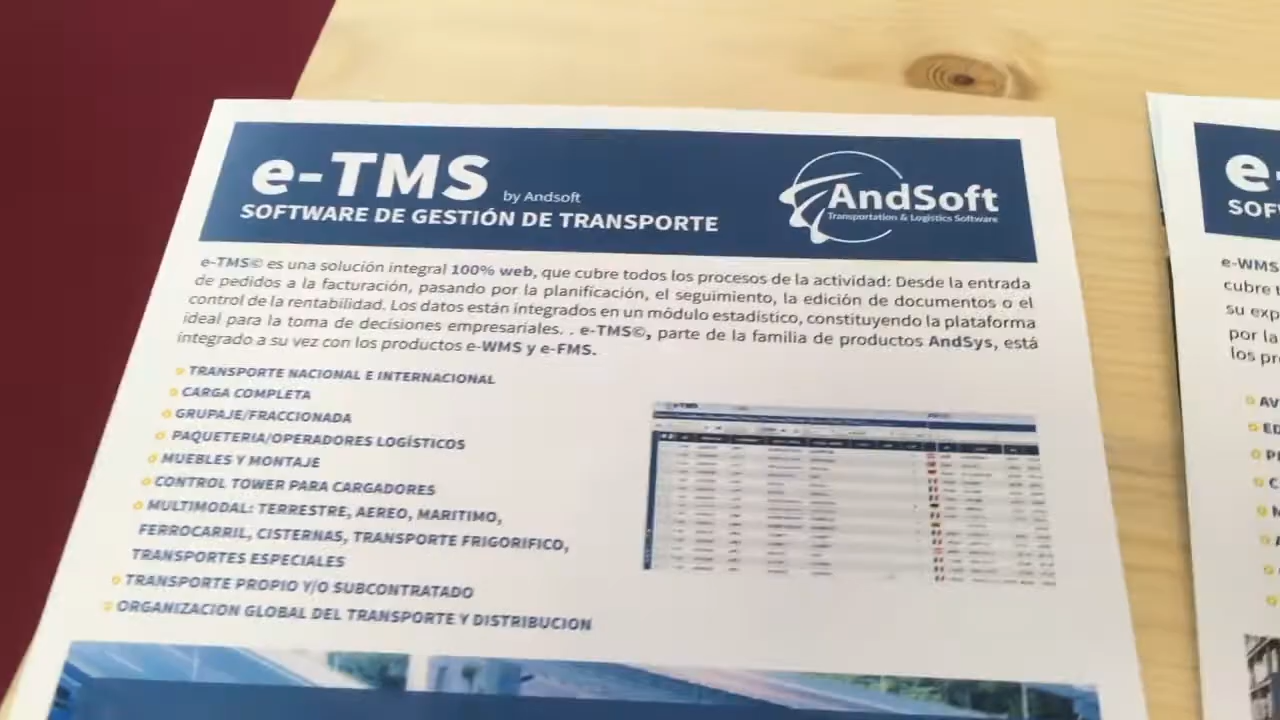 e-TMS by Andsoft
SOFTWARE DE GESTIÓN DE TRANSPORTE
AndSoft
Transportation & Logistics Software
e-TMS© es una solución integral 100% web, que cubre todos los procesos de la actividad: Desde la entrada
de pedidos a la facturación, pasando por la planificación, el seguimiento, la edición de documentos o el
control de la rentabilidad. Los datos están integrados en un módulo estadístico, constituyendo la plataforma
ideal para la toma de decisiones empresariales. . e-TMS©, parte de la familia de productos AndSys, está
integrado a su vez con los productos e-WMS y e-FMS.
TRANSPORTE NACIONAL E INTERNACIONAL
CARGA COMPLETA
GRUPAJE/FRACCIONADA
PAQUETERIA/OPERADORES LOGÍSTICOS
MUEBLES Y MONTAJE
CONTROL TOWER PARA CARGADORES
MULTIMODAL: TERRESTRE, AEREO, MARITIMO,
FERROCARRIL, CISTERNAS, TRANSPORTE FRIGORIFICO,
TRANSPORTES ESPECIALES
TRANSPORTE PROPIO Y/O SUBCONTRATADO
ORGANIZACION GLOBAL DEL TRANSPORTE Y DISTRIBUCION
e-
SOF
e-WMS
cubre
su exp
por la
los pr
AV
ED